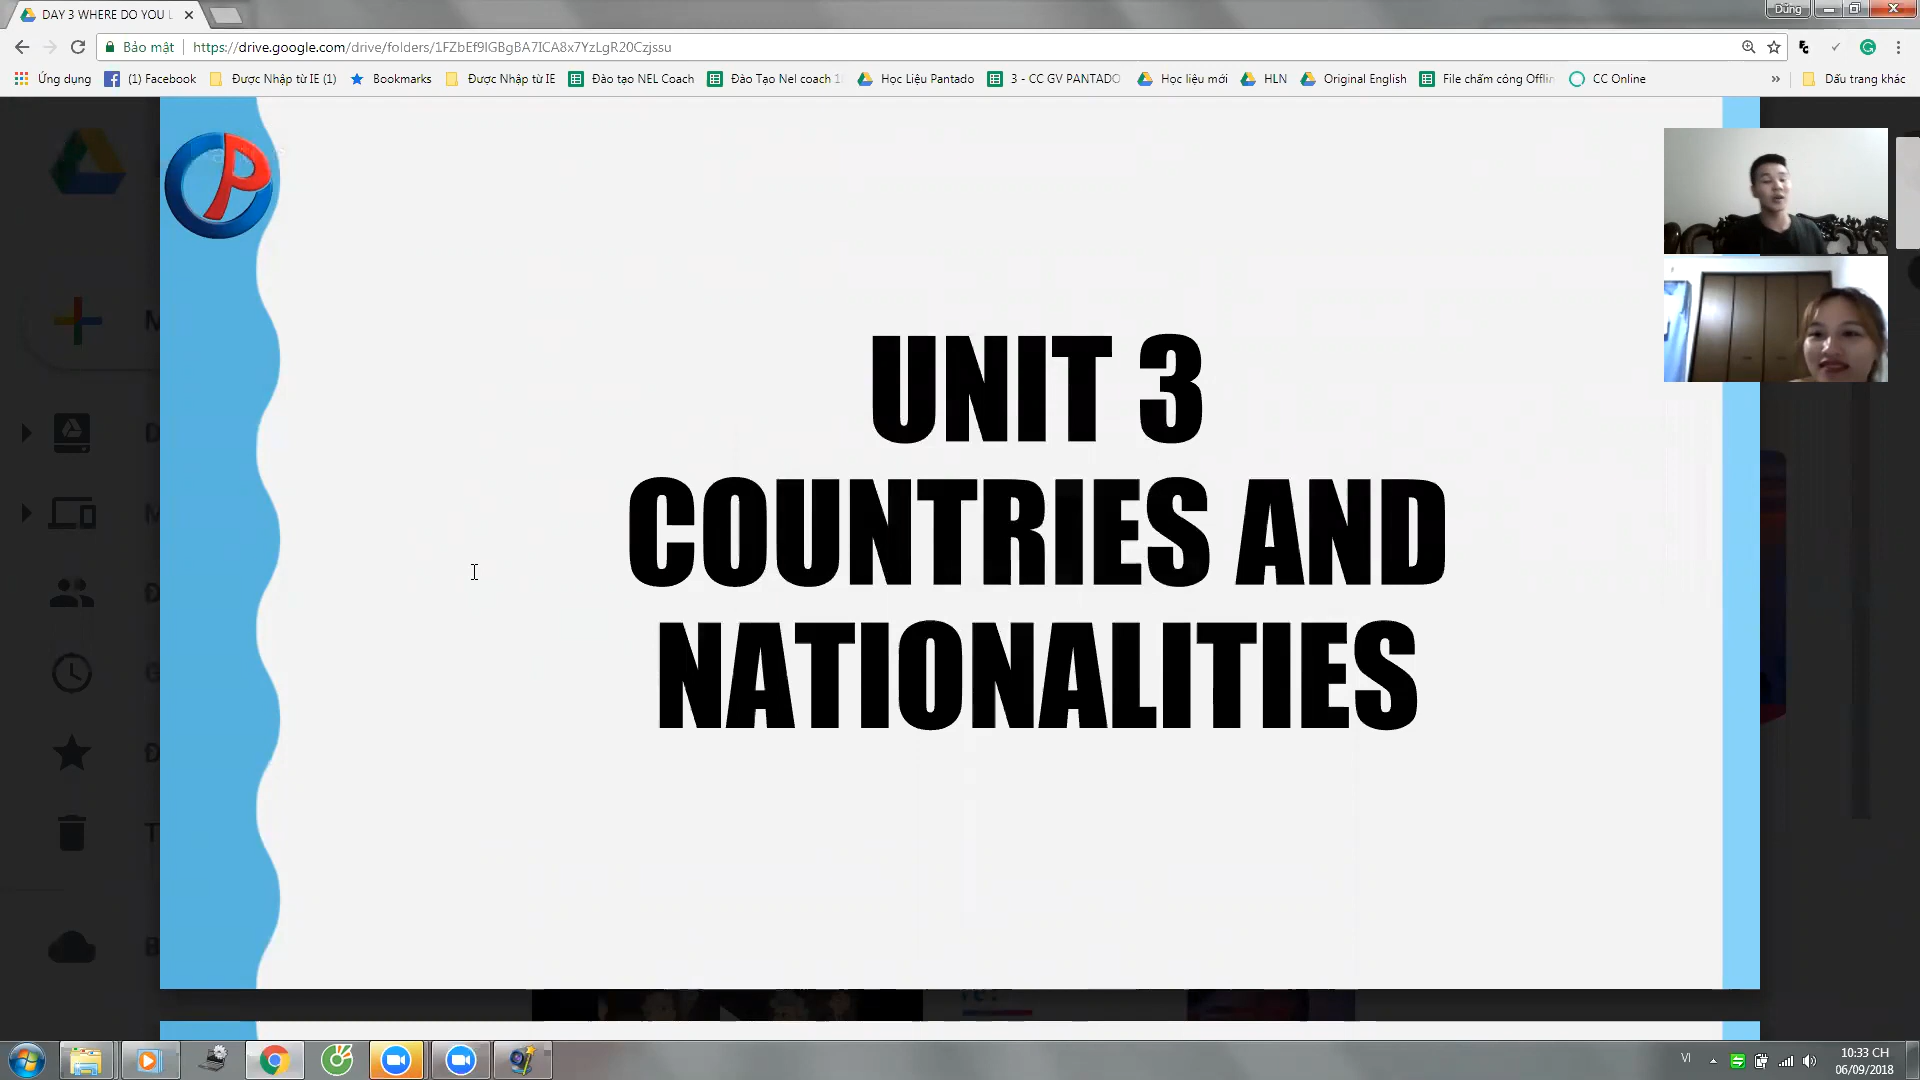 DAY 3 WHERE DO YOU L
Dũng
Bảo mật
https://drive.google.com/drive/folders/1FZbEf9lGBgBA7ICA8x7YzLgR20Czjssu
Ứng dụng
(1) Facebook
Được Nhập từ IE (1)
Bookmarks
Được Nhập từ IE
Đào tạo NEL Coach
Đào Tạo Nel coach 1
Học Liệu Pantado
3 - CC GV PANTADO
Học liệu mới
HLN
Original English
File chấm công Offlin
CC Online
»
Dấu trang khác
UNIT 3
COUNTRIES AND
NATIONALITIES
VI
10:33 CH
06/09/2018